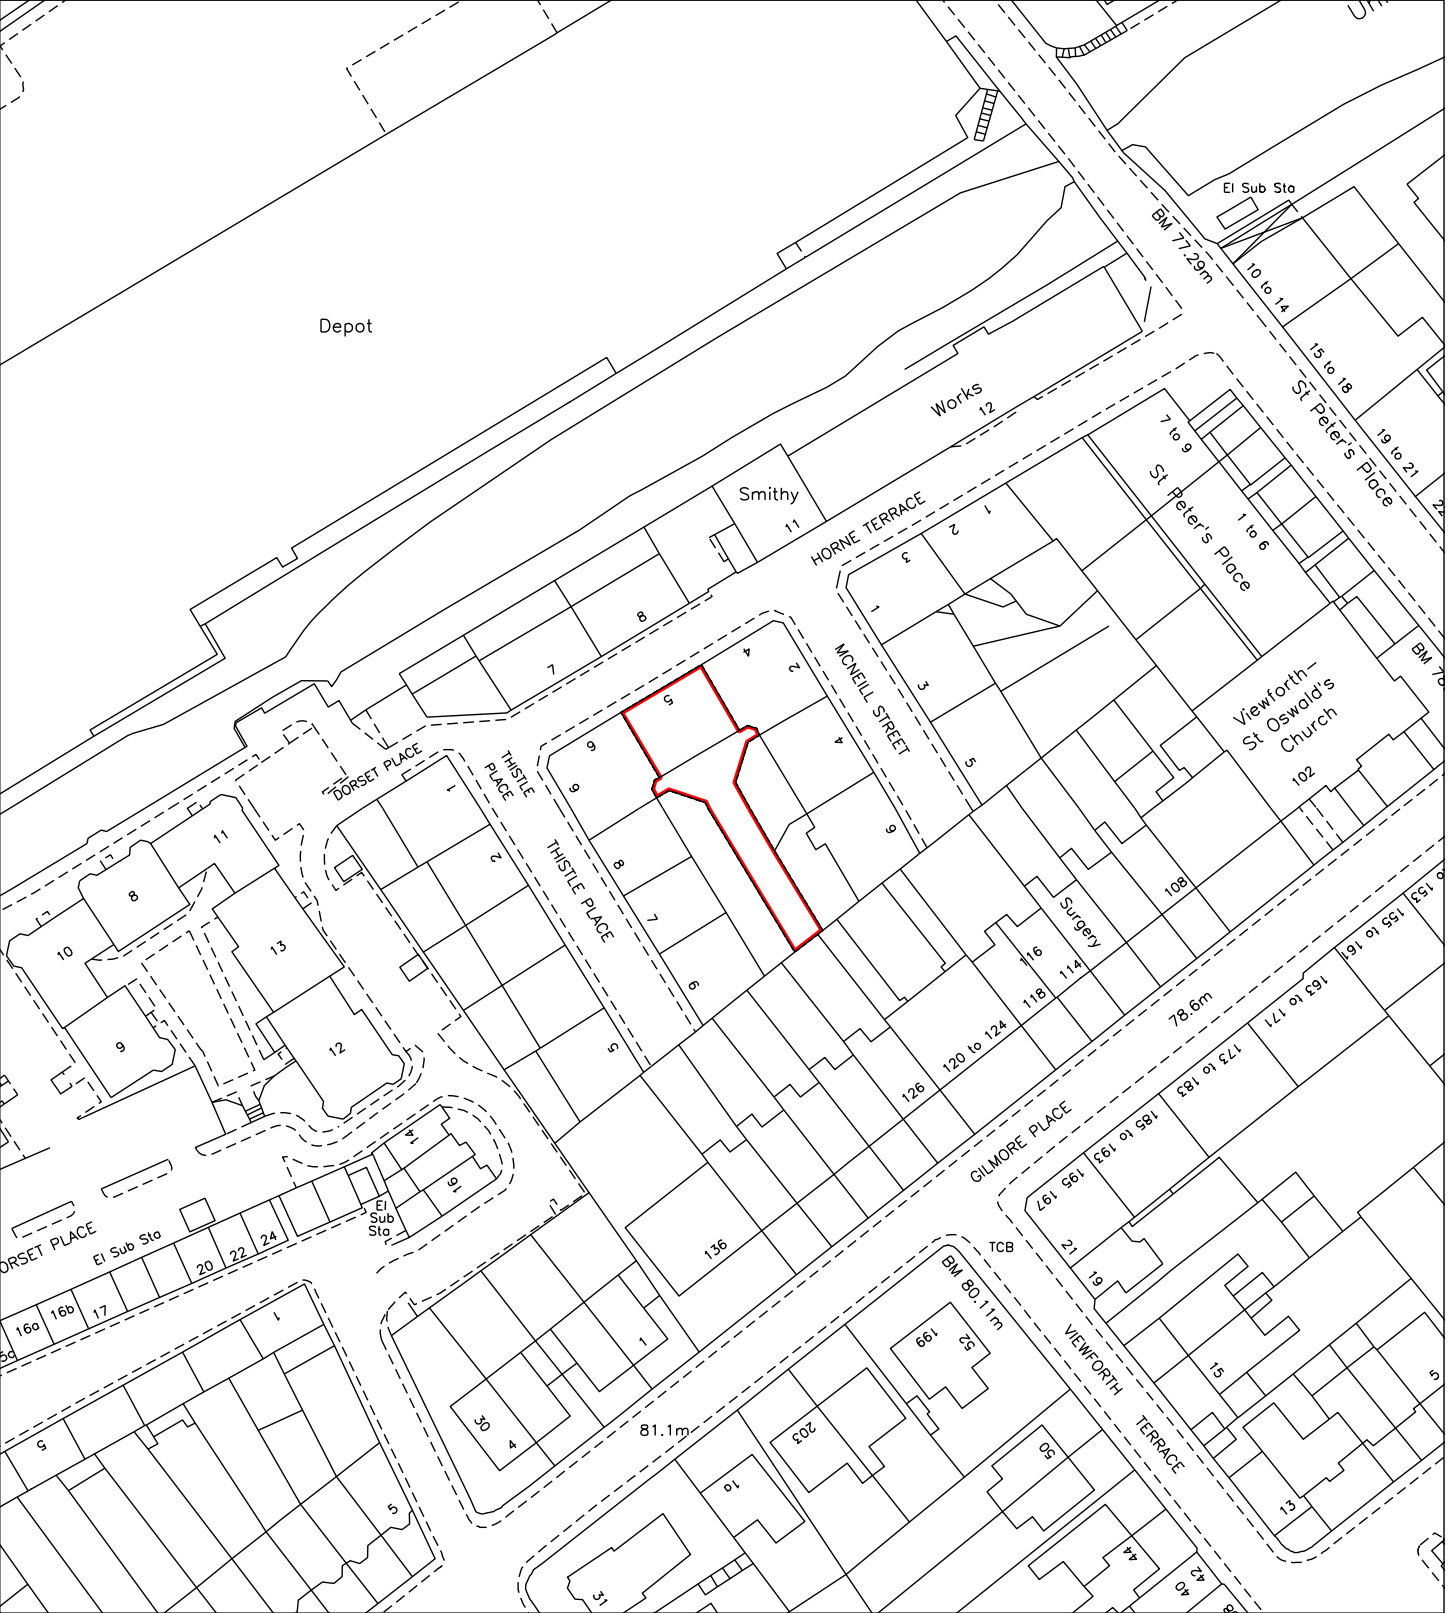 El Sub Sta
BM 77.29m
10 to 14
Depot
15 to 18
St Peter's Place
Works
12
7 to 9
19 to 21
St Peter's Place
Smithy
11
HORNE TERRACE
1
2
3
1
1 to 6
8
7
MCNEILL STREET
4
2
5
6
3
4
5
6
Viewforth-
St Oswald's
Church
102
DORSET PLACE
THISTLE
PLACE
1
2
9
8
7
6
THISTLE PLACE
5
11
8
10
13
9
12
108
Surgery
116
114
118
120 to 124
126
155 to 161
163 to 171
173 to 183
185 to 193
195
197
78.6m
GILMORE PLACE
14
16
El
Sub
Sta
El Sub Sta
20
22
24
16a
16b
17
136
TCB
21
19
BM 80.11m
VIEWFORTH
TERRACE
199
52
15
5
13
1
1
30
4
81.1m
203
50
5
5
1a
31
44
42
40